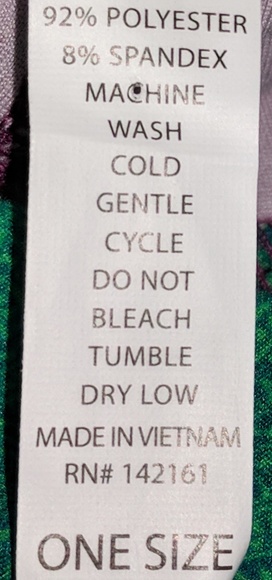 92% POLYESTER
8% SPANDEX
MACHINE
WASH
COLD
GENTLE
CYCLE
DO NOT
BLEACH
TUMBLE
DRY LOW
MADE IN VIETNAM
RN# 142161
ONE SIZE